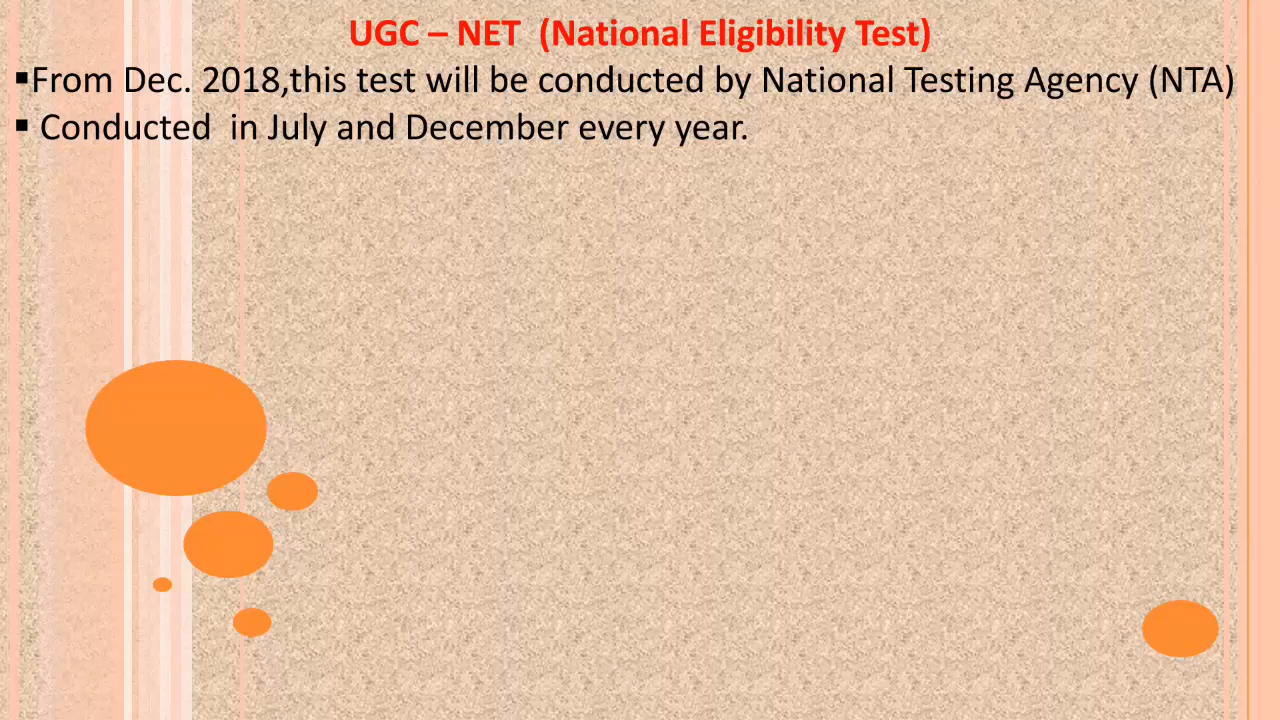 UGC – NET (National Eligibility Test)
▪From Dec. 2018,this test will be conducted by National Testing Agency (NTA)
▪ Conducted in July and December every year.